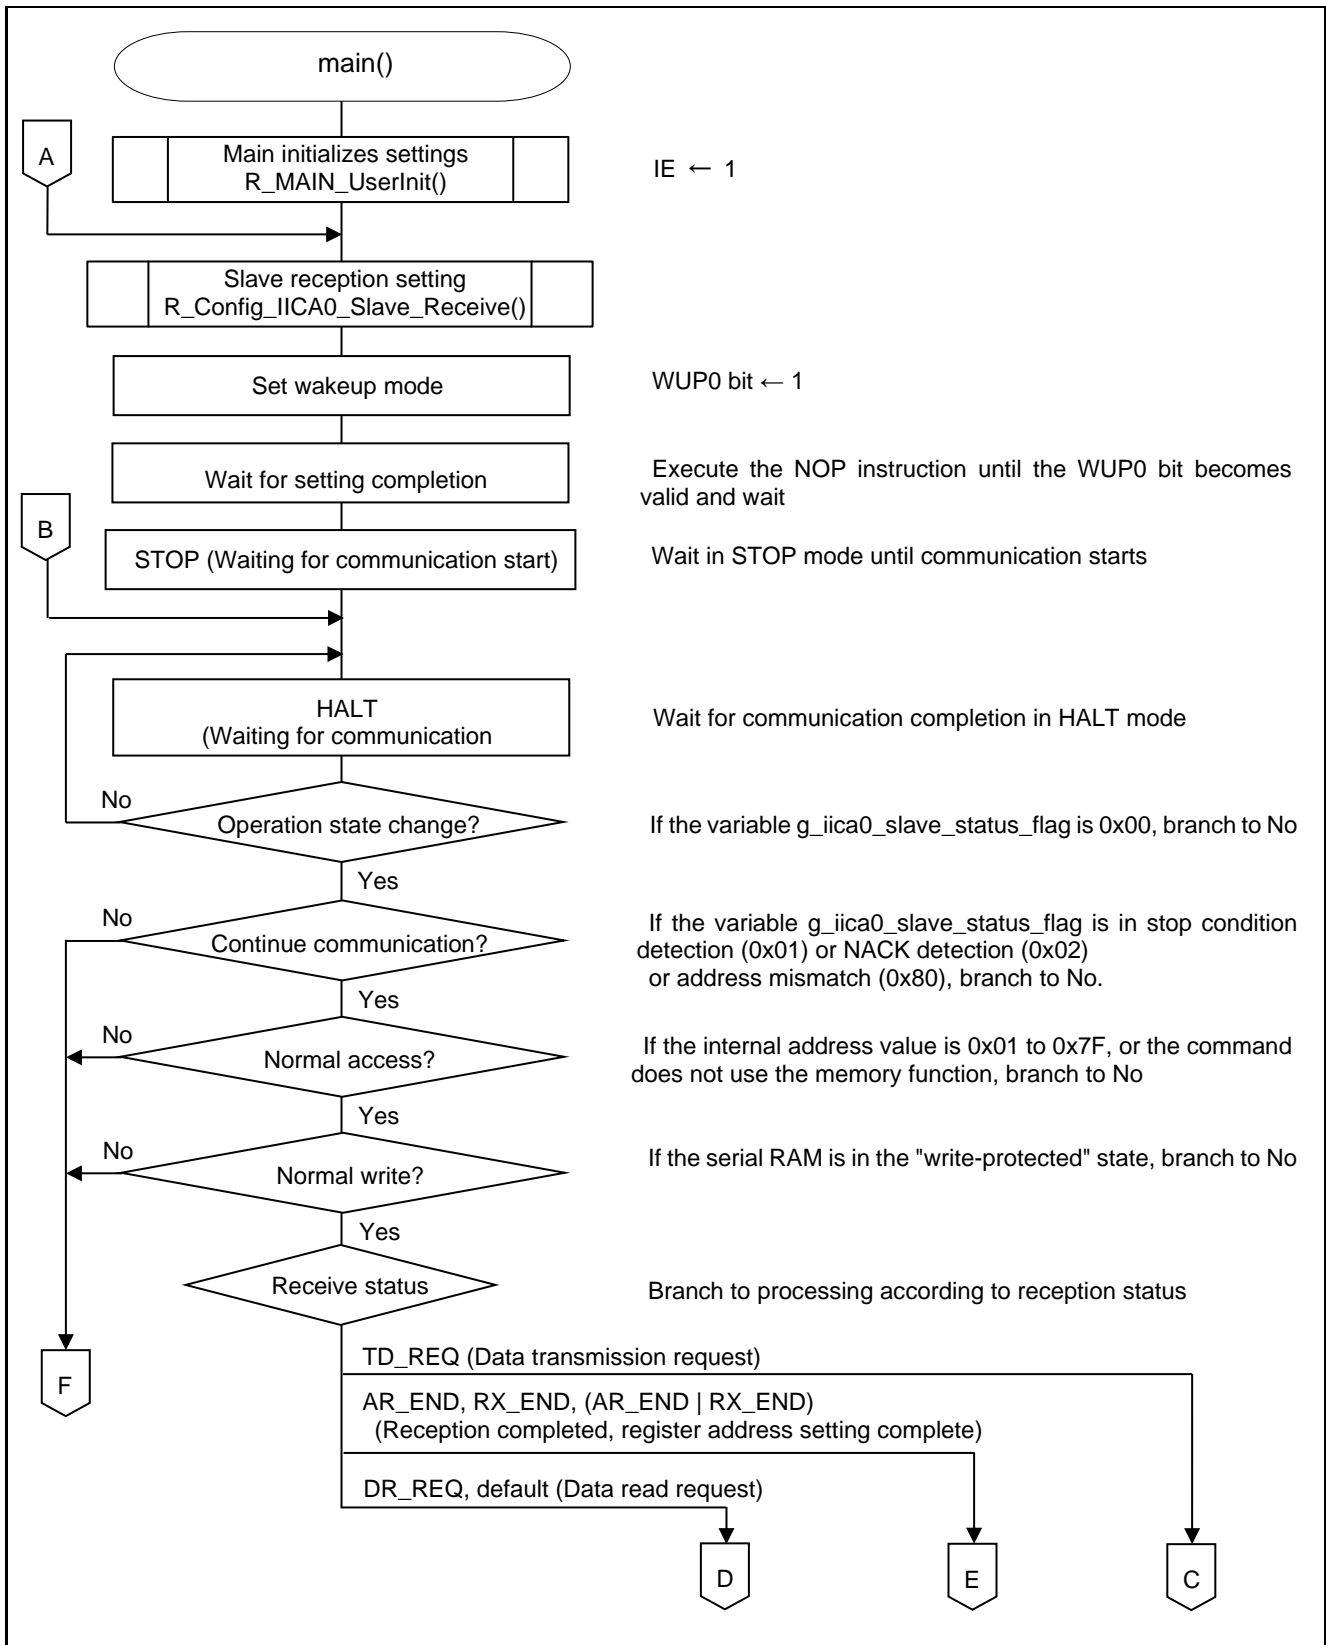 main()
A
Main initializes settings
R_MAIN_UserInit()
IE ← 1
Slave reception setting
R_Config_IICA0_Slave_Receive()
Set wakeup mode
WUP0 bit ← 1
Wait for setting completion
Execute the NOP instruction until the WUP0 bit becomes
valid and wait
B
STOP (Waiting for communication start)
Wait in STOP mode until communication starts
HALT
(Waiting for communication
Wait for communication completion in HALT mode
No
Operation state change?
If the variable g_iica0_slave_status_flag is 0x00, branch to No
Yes
No
Continue communication?
If the variable g_iica0_slave_status_flag is in stop condition
detection (0x01) or NACK detection (0x02)
or address mismatch (0x80), branch to No.
Yes
No
Normal access?
If the internal address value is 0x01 to 0x7F, or the command
does not use the memory function, branch to No
Yes
No
Normal write?
If the serial RAM is in the "write-protected" state, branch to No
Yes
Receive status
Branch to processing according to reception status
TD_REQ (Data transmission request)
F
AR_END, RX_END, (AR_END | RX_END)
(Reception completed, register address setting complete)
DR_REQ, default (Data read request)
D
E
C